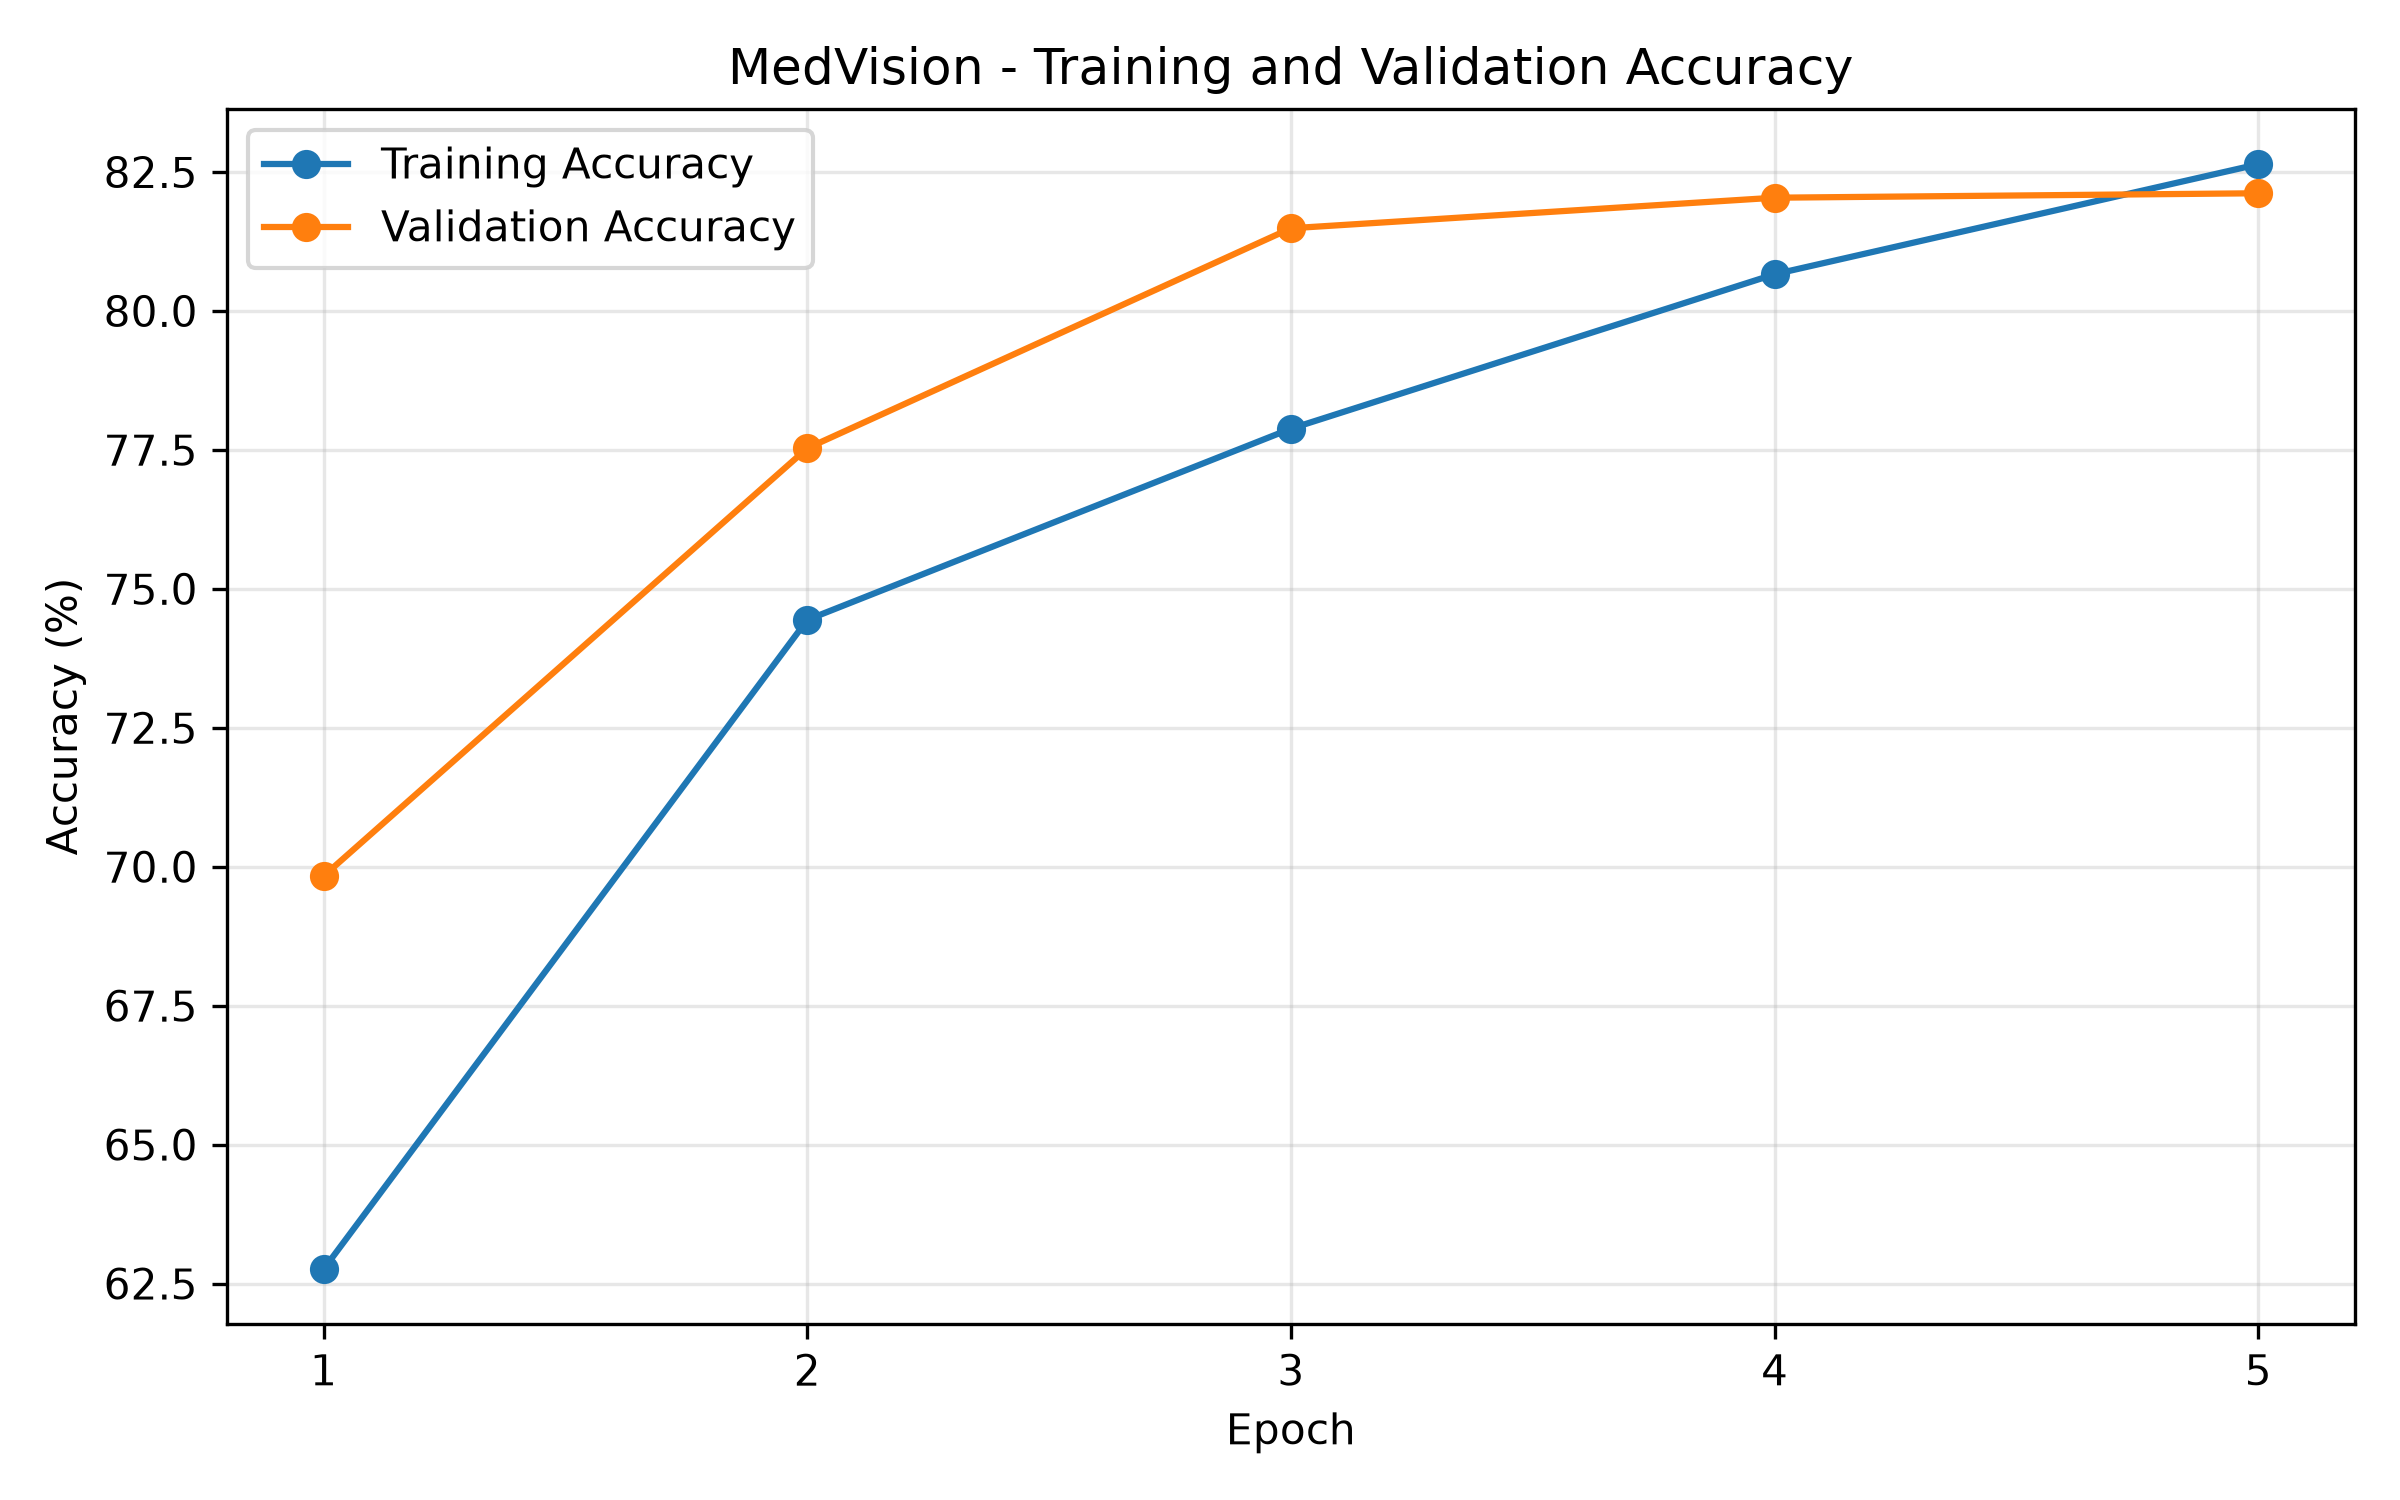 MedVision - Training and Validation Accuracy
Training Accuracy
Validation Accuracy
82.5
80.0
77.5
75.0
72.5
70.0
67.5
65.0
62.5
Accuracy (%)
1 2 3 4 5
Epoch